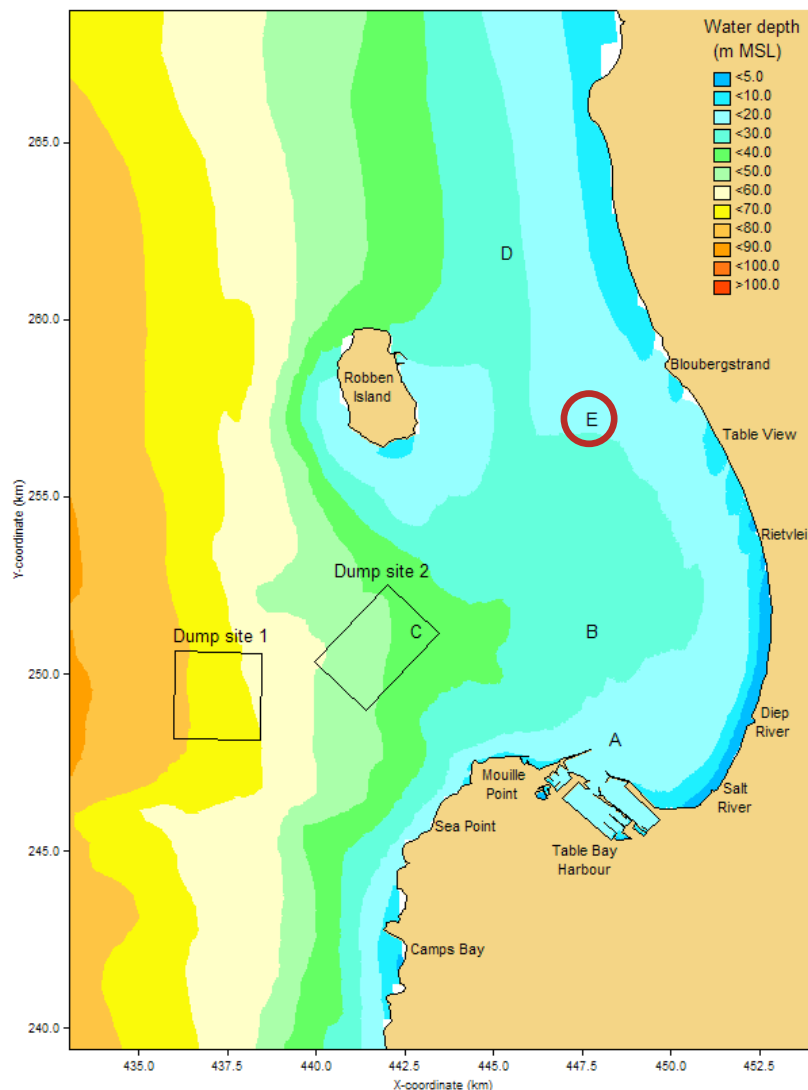 Water depth
(m MSL)
<5.0
<10.0
<20.0
<30.0
<40.0
<50.0
<60.0
<70.0
<80.0
<90.0
<100.0
>100.0
265.0
D
260.0
Bloubergstrand
Robben
Island
E
Table View
255.0
Rietvlei
Y-coordinate (km)
Dump site 2
Dump site 1
C
B
250.0
Diep
River
A
Mouille
Point
Salt
River
Sea Point
245.0
Table Bay
Harbour
Camps Bay
240.0
435.0
437.5
440.0
442.5
445.0
447.5
450.0
452.5
X-coordinate (km)